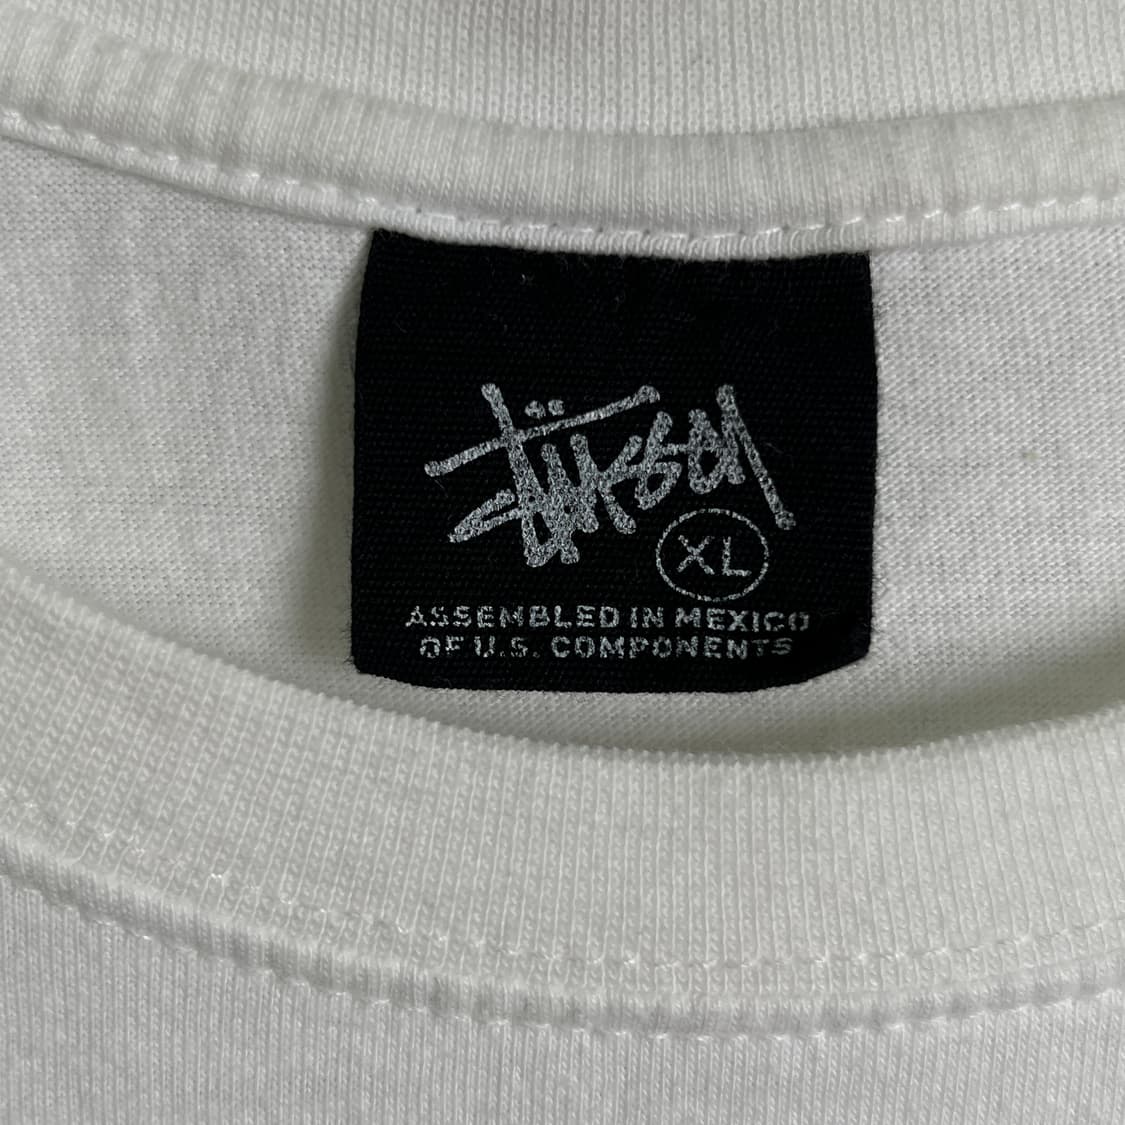 Stüssy
XL
ASSEMBLED IN MEXICO
OF U.S. COMPONENTS